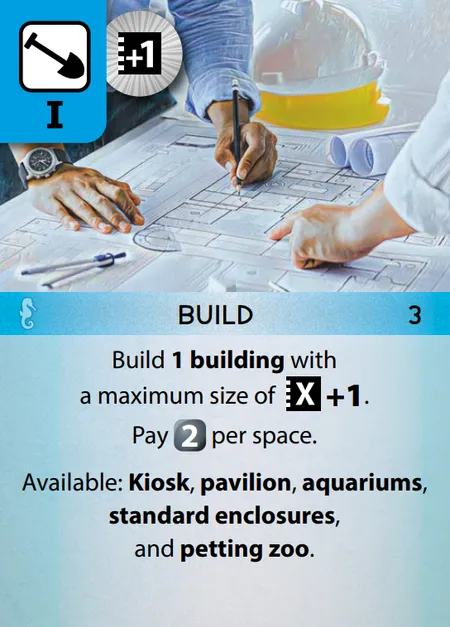 I
+1
BUILD
3
Build 1 building with
a maximum size of X +1.
Pay 2 per space.
Available: Kiosk, pavilion, aquariums,
standard enclosures,
and petting zoo.